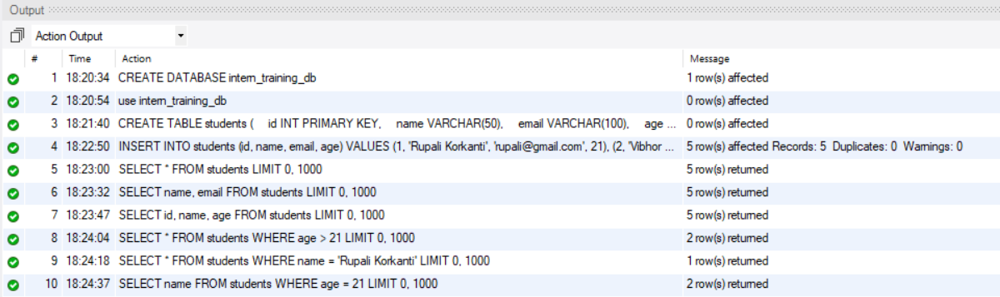 Output
Action Output
# Time Action Message
1 18:20:34 CREATE DATABASE intern_training_db 1 row(s) affected
2 18:20:54 use intern_training_db 0 row(s) affected
3 18:21:40 CREATE TABLE students ( id INT PRIMARY KEY, name VARCHAR(50), email VARCHAR(100), age ... 0 row(s) affected
4 18:22:50 INSERT INTO students (id, name, email, age) VALUES (1, 'Rupali Korkanti', 'rupali@gmail.com', 21), (2, 'Vibhor ... 5 row(s) affected Records: 5 Duplicates: 0 Warnings: 0
5 18:23:00 SELECT * FROM students LIMIT 0, 1000 5 row(s) returned
6 18:23:32 SELECT name, email FROM students LIMIT 0, 1000 5 row(s) returned
7 18:23:47 SELECT id, name, age FROM students LIMIT 0, 1000 5 row(s) returned
8 18:24:04 SELECT * FROM students WHERE age > 21 LIMIT 0, 1000 2 row(s) returned
9 18:24:18 SELECT * FROM students WHERE name = 'Rupali Korkanti' LIMIT 0, 1000 1 row(s) returned
10 18:24:37 SELECT name FROM students WHERE age = 21 LIMIT 0, 1000 2 row(s) returned